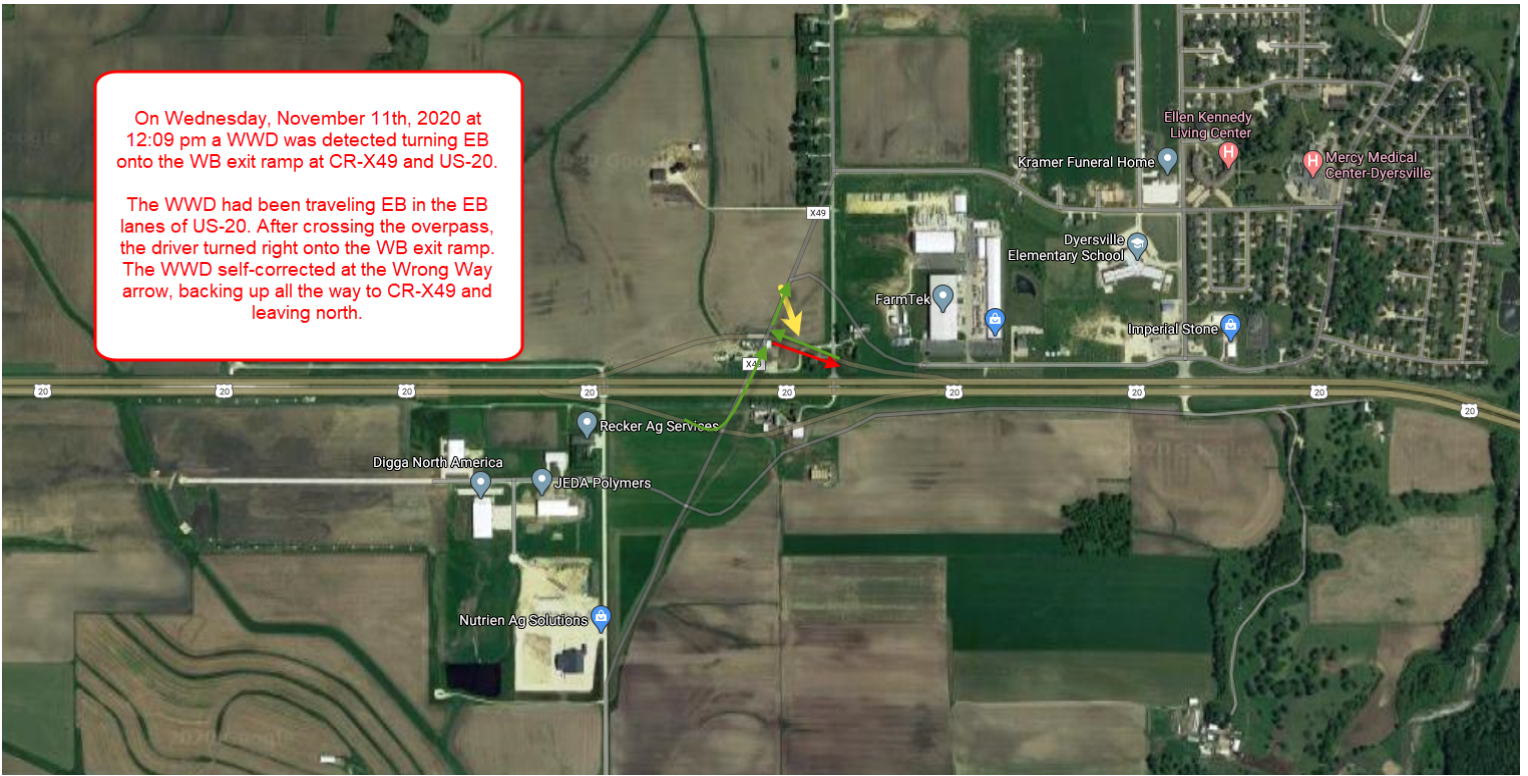 On Wednesday, November 11th, 2020 at
12:09 pm a WWD was detected turning EB
onto the WB exit ramp at CR-X49 and US-20.
The WWD had been traveling EB in the EB
lanes of US-20. After crossing the overpass,
the driver turned right onto the WB exit ramp.
The WWD self-corrected at the Wrong Way
arrow, backing up all the way to CR-X49 and
leaving north.
Ellen Kennedy
Living Center
Kramer Funeral Home
Mercy Medical
Center-Dyersville
X49
Dyersville
Elementary School
FarmTek
Imperial Stone
X49
20
20
20
20
20
20
20
20
20
Recker Ag Services
Digga North America
JEDA Polymers
Nutrien Ag Solutions